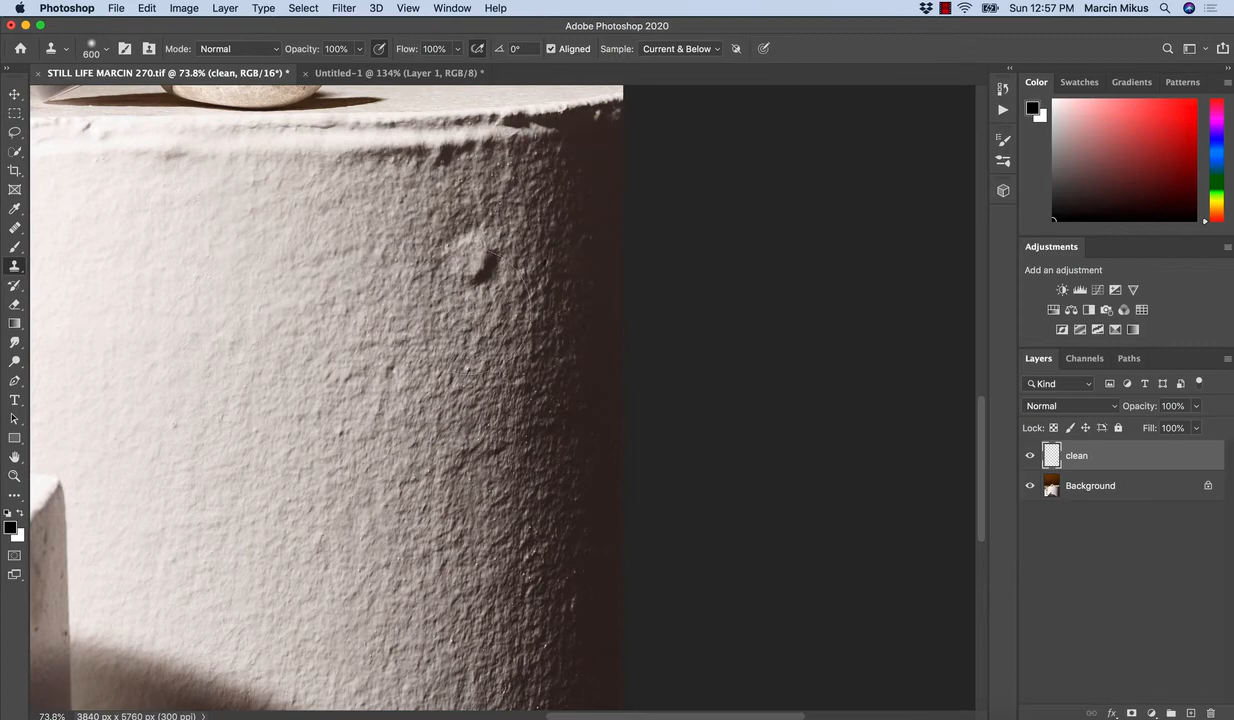 Photoshop File Edit Image Layer Type Select Filter 3D View Window Help Sun 12:57 PM Marcin Mikus
Adobe Photoshop 2020
600 Mode: Normal Opacity: 100% Flow: 100% 0° Aligned Sample: Current & Below
STILL LIFE MARCIN 270.tif @ 73.8% (clean, RGB/16*) * Untitled-1 @ 134% (Layer 1, RGB/8) *
Color Swatches Gradients Patterns
Adjustments
Add an adjustment
Layers Channels Paths
Kind
Normal Opacity: 100%
Lock: Fill: 100%
clean
Background
73.8% 3840 px x 5760 px (300 ppi)